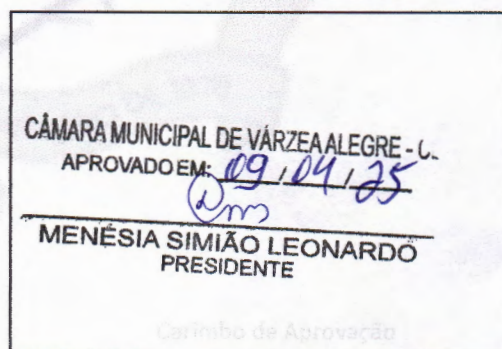 CÂMARA MUNICIPAL DE VÁRZEA ALEGRE - C
APROVADO EM: 09 / 04 / 25
MENÉSIA SIMIÃO LEONARDO
PRESIDENTE
Carimbo de Aprovação